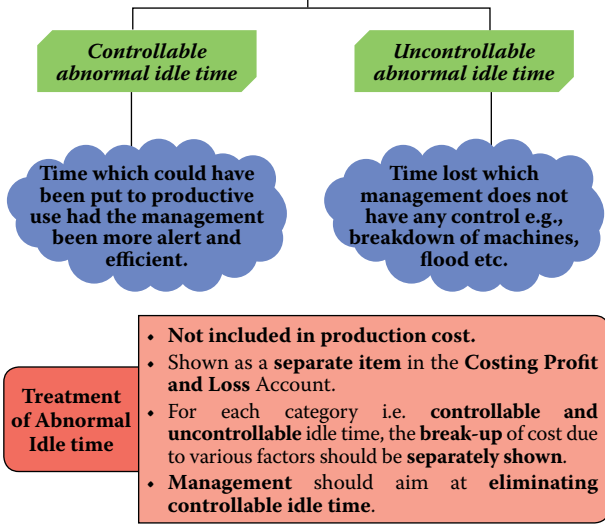 Controllable
abnormal idle time
Uncontrollable
abnormal idle time
Time which could have
been put to productive
use had the management
been more alert and
efficient.
Time lost which
management does not
have any control e.g.,
breakdown of machines,
flood etc.
Treatment
of Abnormal
Idle time
• Not included in production cost.
• Shown as a separate item in the Costing Profit
and Loss Account.
• For each category i.e. controllable and
uncontrollable idle time, the break-up of cost due
to various factors should be separately shown.
• Management should aim at eliminating
controllable idle time.